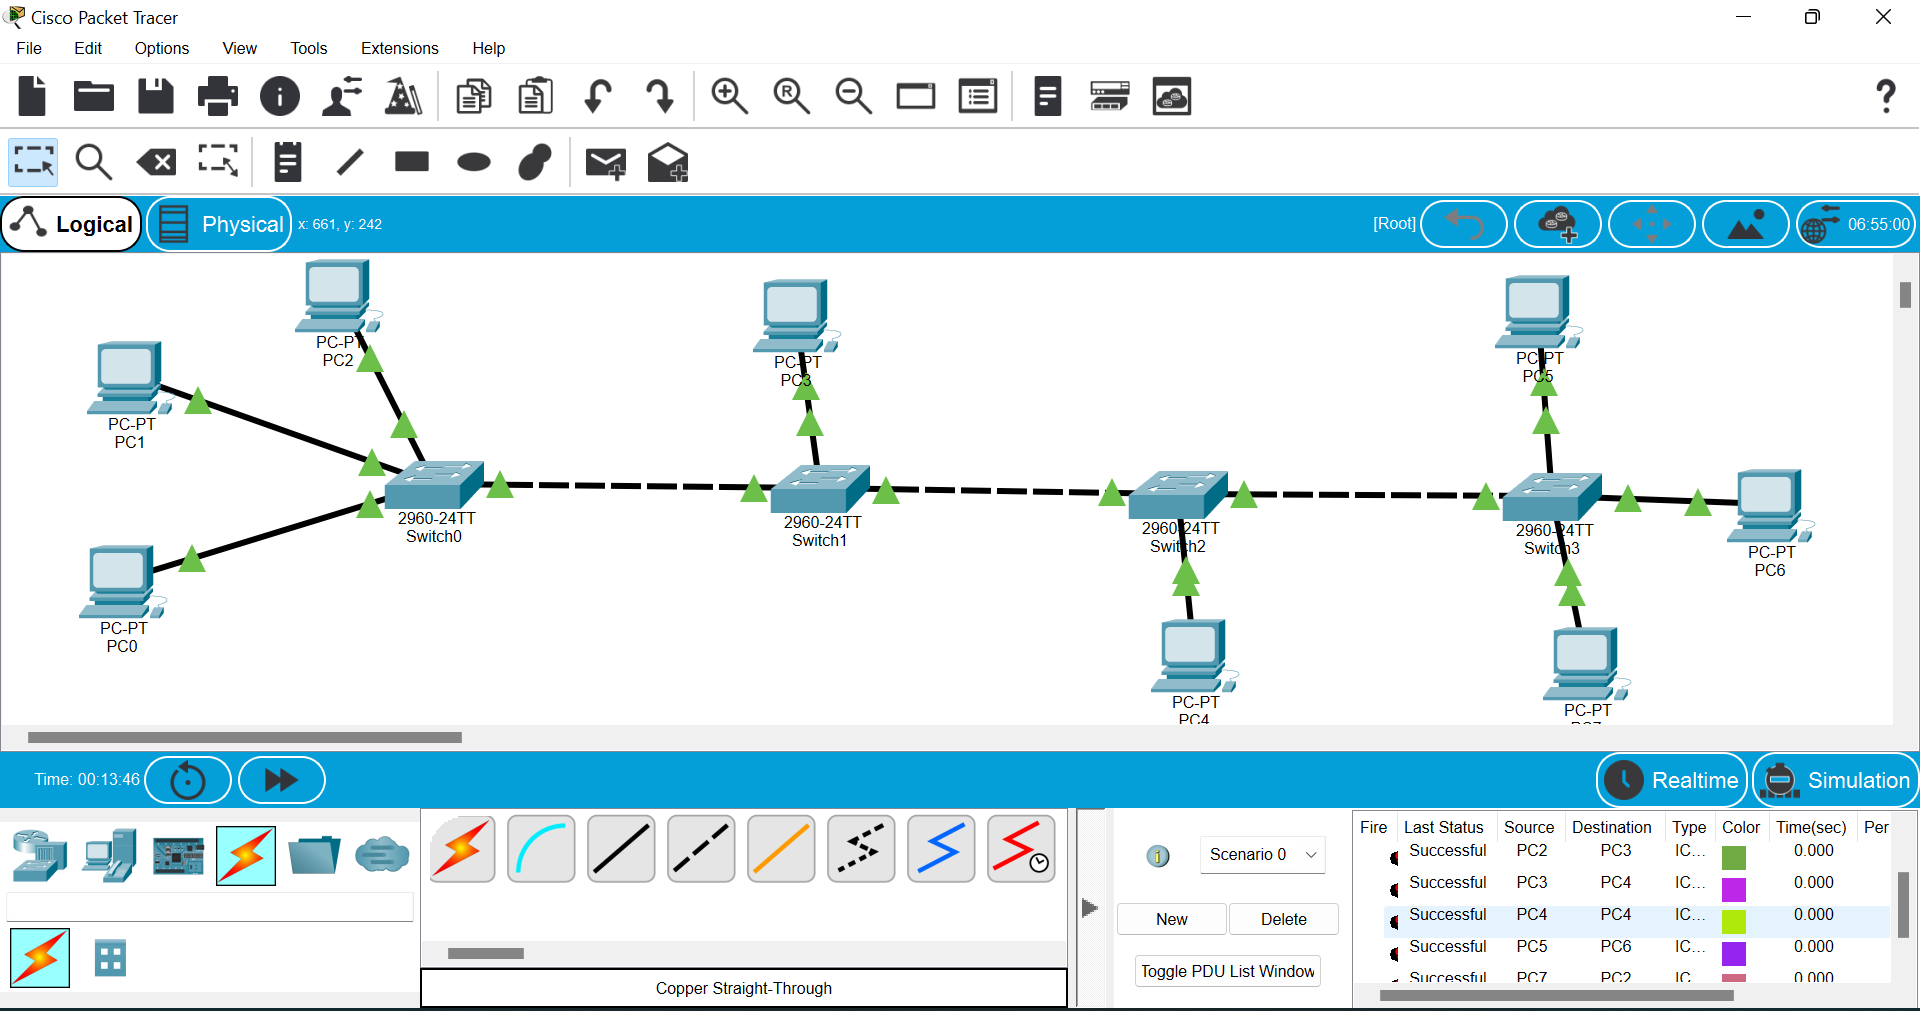 Cisco Packet Tracer
File Edit Options View Tools Extensions Help
Logical Physical x: 661, y: 242 [Root] 06:55:00
PC-PT
PC2
PC-PT
PC3
PC-PT
PC5
PC-PT
PC1
2960-24TT
Switch0
2960-24TT
Switch1
2960-24TT
Switch2
2960-24TT
Switch3
PC-PT
PC6
PC-PT
PC0
PC-PT
PC4
PC-PT
Time: 00:13:46 Realtime Simulation
Fire Last Status Source Destination Type Color Time(sec) Per
Successful PC2 PC3 IC... 0.000
Successful PC3 PC4 IC... 0.000
Successful PC4 PC4 IC... 0.000
Successful PC5 PC6 IC... 0.000
Successful PC7 PC2 IC 0.000
Scenario 0
New Delete
Toggle PDU List Window
Copper Straight-Through